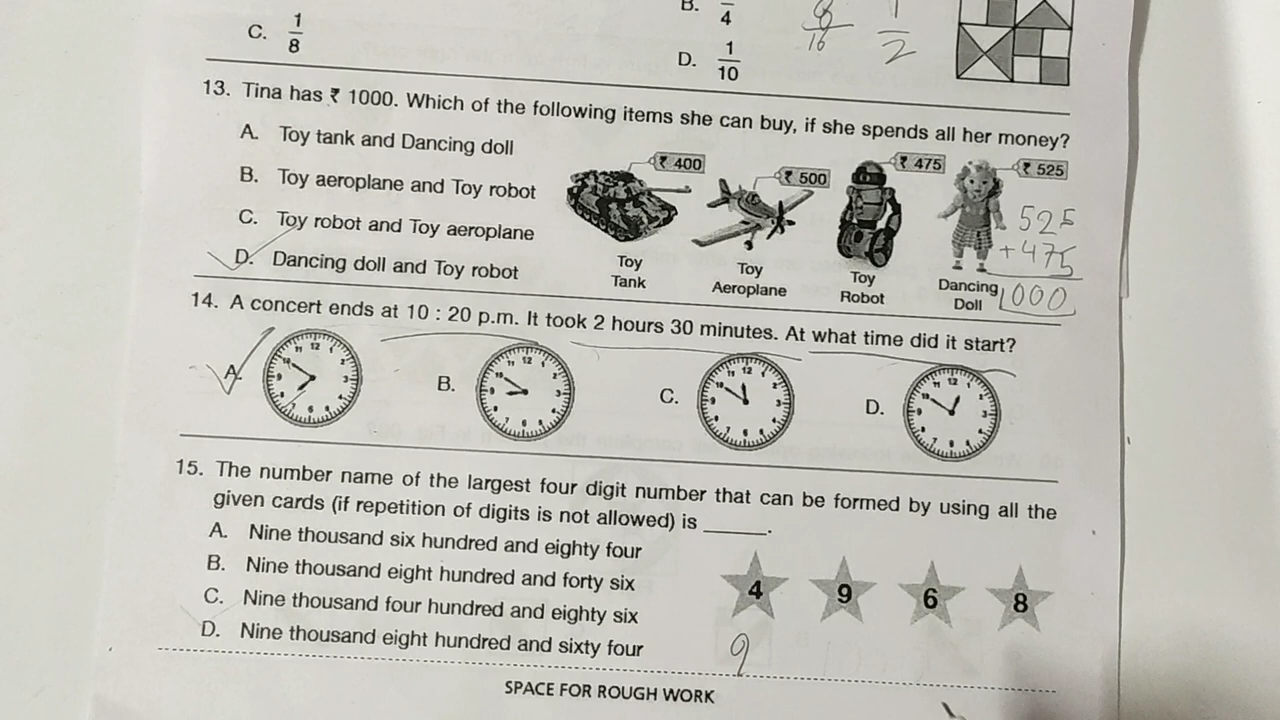 B. 1/4
8/16 1/2
C. 1/8
D. 1/10
13. Tina has ₹ 1000. Which of the following items she can buy, if she spends all her money?
A. Toy tank and Dancing doll
B. Toy aeroplane and Toy robot
C. Toy robot and Toy aeroplane
D. Dancing doll and Toy robot
₹ 400
₹ 500
₹ 475
₹ 525
Toy
Tank
Toy
Aeroplane
Toy
Robot
Dancing
Doll
525
+475
1000
14. A concert ends at 10 : 20 p.m. It took 2 hours 30 minutes. At what time did it start?
A.
B.
C.
D.
15. The number name of the largest four digit number that can be formed by using all the
given cards (if repetition of digits is not allowed) is ______.
A. Nine thousand six hundred and eighty four
B. Nine thousand eight hundred and forty six
C. Nine thousand four hundred and eighty six
D. Nine thousand eight hundred and sixty four
4 9 6 8
9
SPACE FOR ROUGH WORK